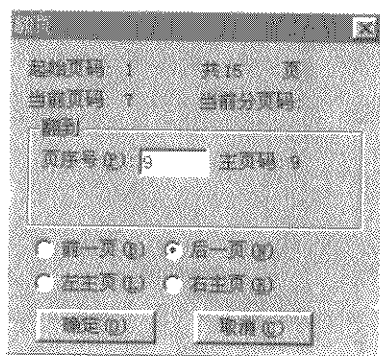 翻页
起始页码 1 共15 页
当前页码 7 当前分页码
翻到
页序号(P) 9 主页码 9
前一页(B) 后一页(N)
左主页(L) 右主页(R)
确定(O) 取消(C)